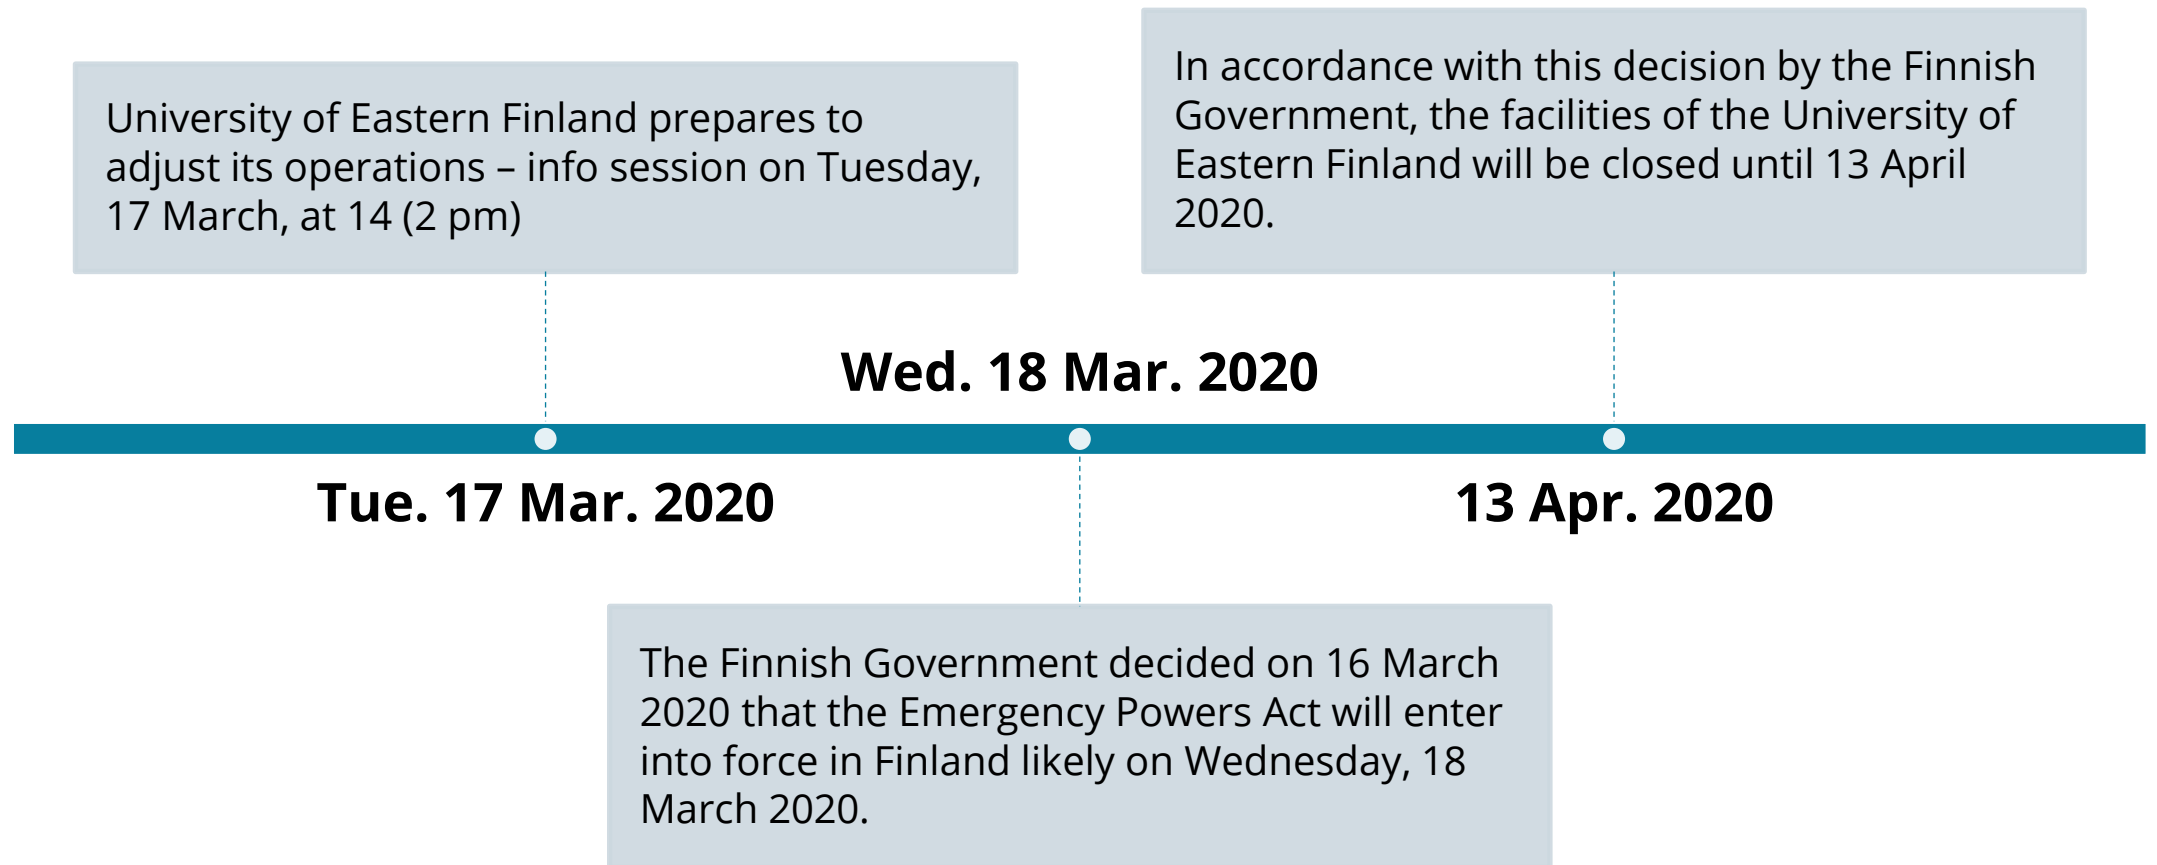 University of Eastern Finland prepares to
adjust its operations – info session on Tuesday,
17 March, at 14 (2 pm)
In accordance with this decision by the Finnish
Government, the facilities of the University of
Eastern Finland will be closed until 13 April
2020.
Wed. 18 Mar. 2020
Tue. 17 Mar. 2020
13 Apr. 2020
The Finnish Government decided on 16 March
2020 that the Emergency Powers Act will enter
into force in Finland likely on Wednesday, 18
March 2020.